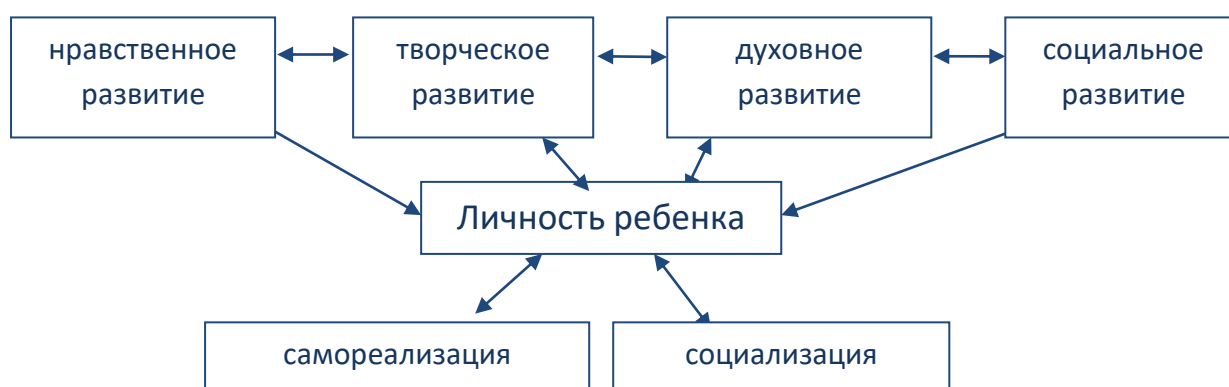 нравственное
развитие
творческое
развитие
духовное
развитие
социальное
развитие
Личность ребенка
самореализация
социализация